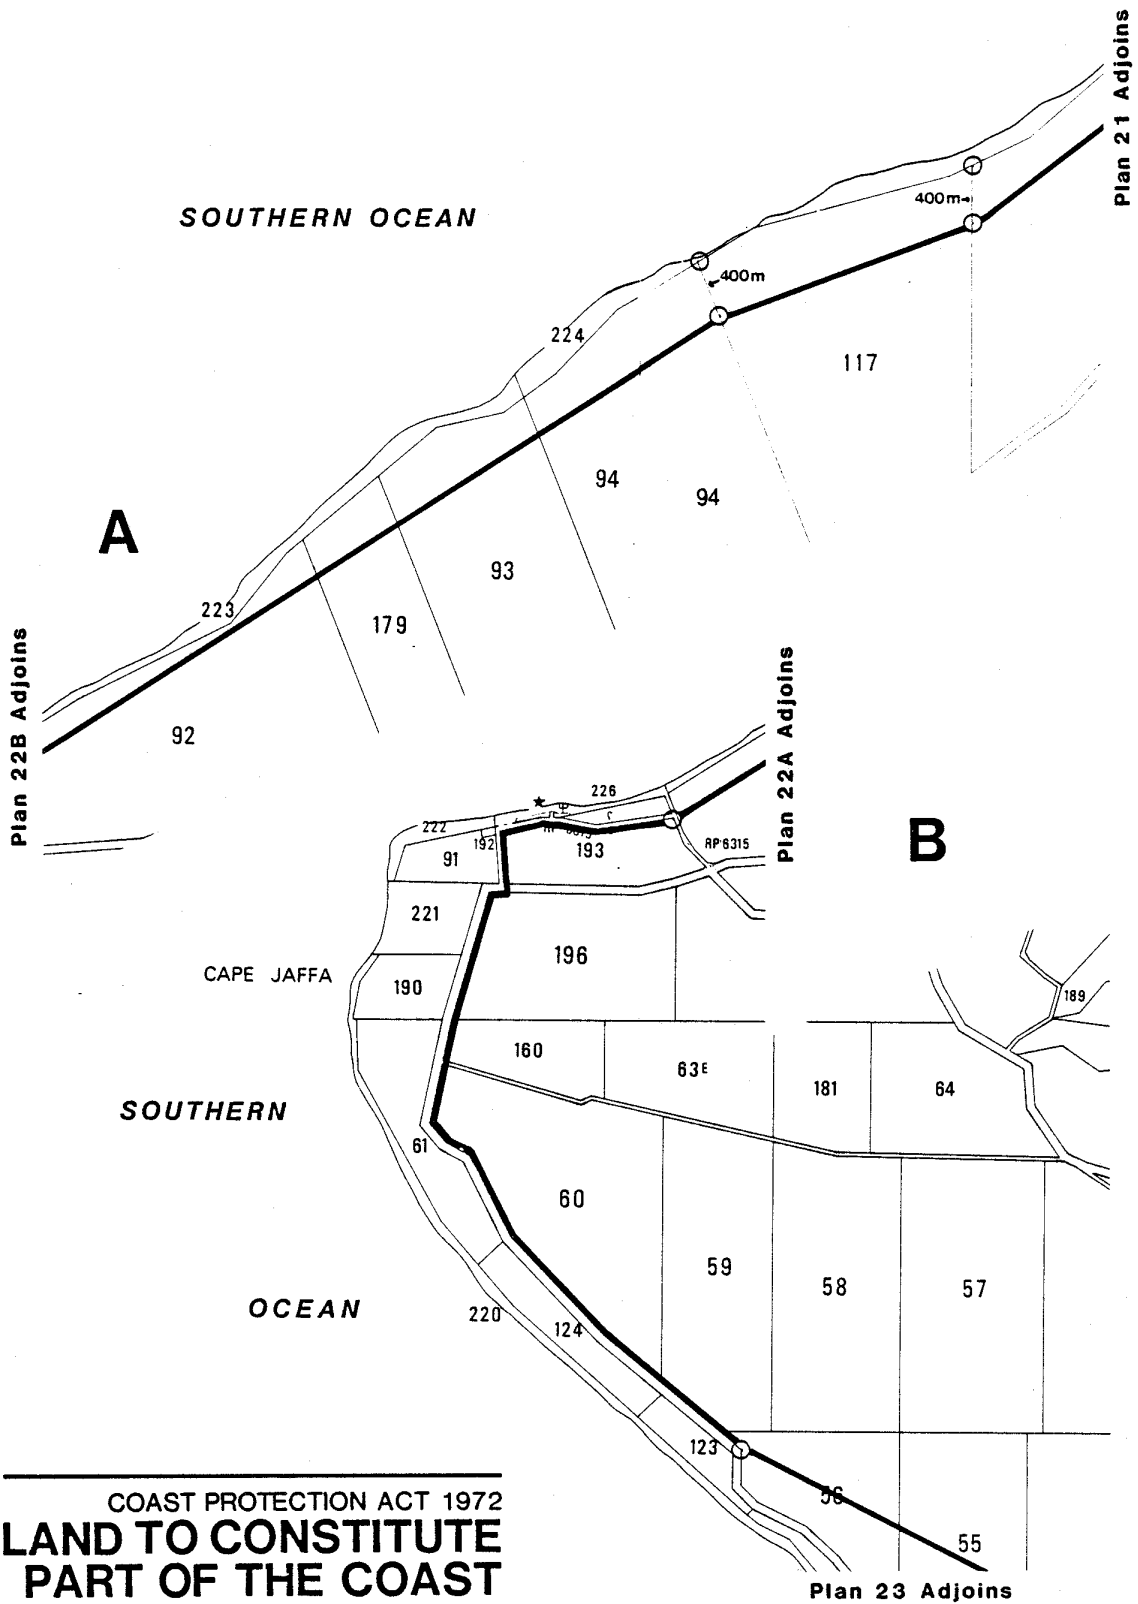 Plan 21 Adjoins
SOUTHERN OCEAN
400m
400m
224
117
94
94
A
93
223
179
Plan 22B Adjoins
92
Plan 22A Adjoins
226
222
192
193
RP 6315
B
91
221
196
CAPE JAFFA
190
189
160
63E
181
64
SOUTHERN
61
60
59
58
57
OCEAN
220
124
123
56
55
COAST PROTECTION ACT 1972
LAND TO CONSTITUTE
PART OF THE COAST
Plan 23 Adjoins